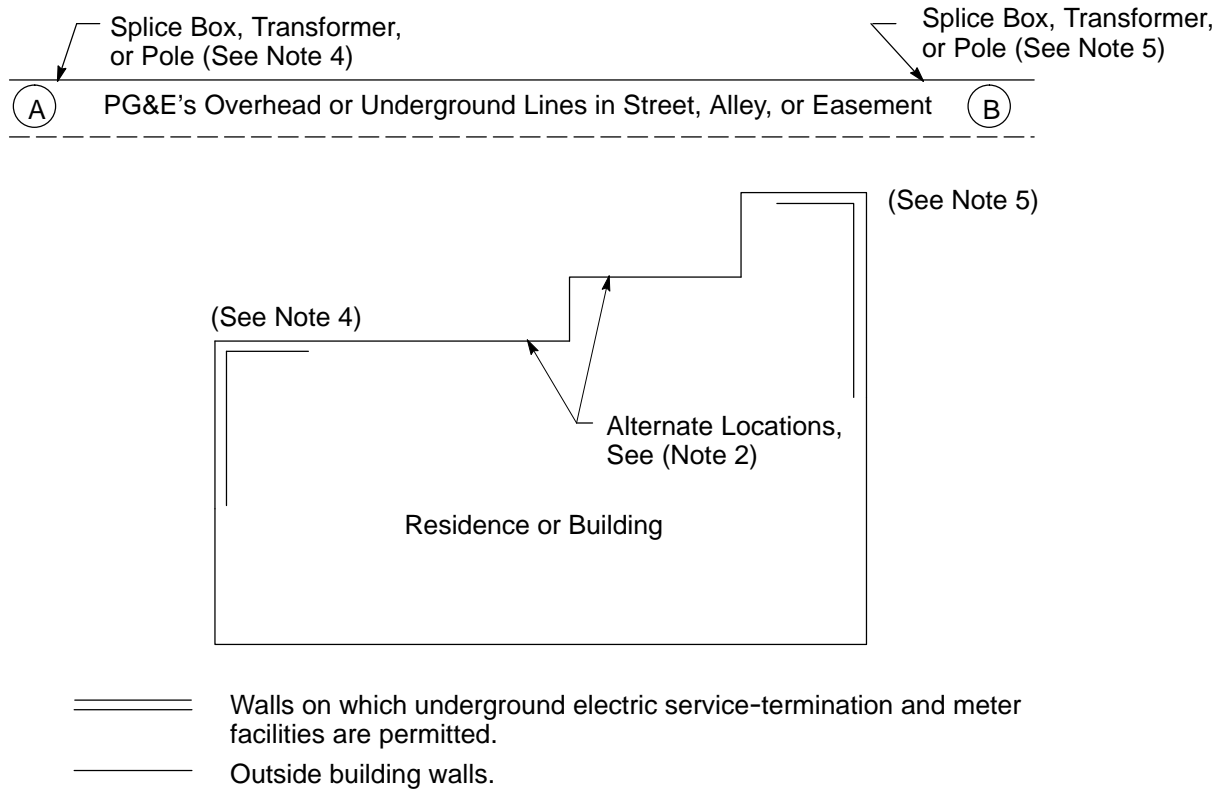 Splice Box, Transformer,
or Pole (See Note 4)
Splice Box, Transformer,
or Pole (See Note 5)
A
PG&E's Overhead or Underground Lines in Street, Alley, or Easement
B
(See Note 5)
(See Note 4)
Alternate Locations,
See (Note 2)
Residence or Building
Walls on which underground electric service-termination and meter
facilities are permitted.
Outside building walls.